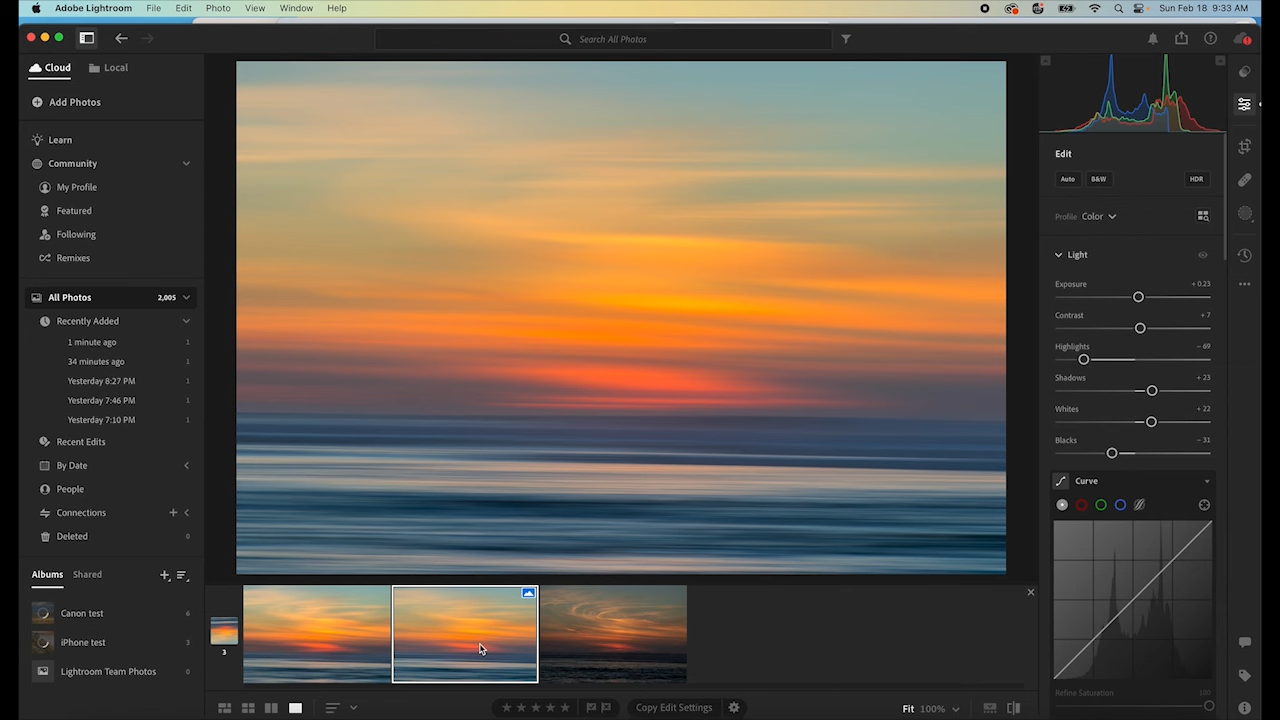 Adobe Lightroom File Edit Photo View Window Help Sun Feb 18 9:33 AM
Search All Photos
Cloud Local
Add Photos
Learn
Community
My Profile
Featured
Following
Remixes
All Photos 2,005
Recently Added
1 minute ago 1
34 minutes ago 1
Yesterday 8:27 PM 1
Yesterday 7:46 PM 1
Yesterday 7:10 PM 1
Recent Edits
By Date
People
Connections
Deleted 0
Albums Shared
Canon test 6
iPhone test 3
Lightroom Team Photos 0
3
Copy Edit Settings
Fit 100%
Edit
Auto B&W HDR
Profile Color
Light
Exposure + 0.23
Contrast + 7
Highlights – 69
Shadows + 23
Whites + 22
Blacks – 31
Curve
Refine Saturation 100